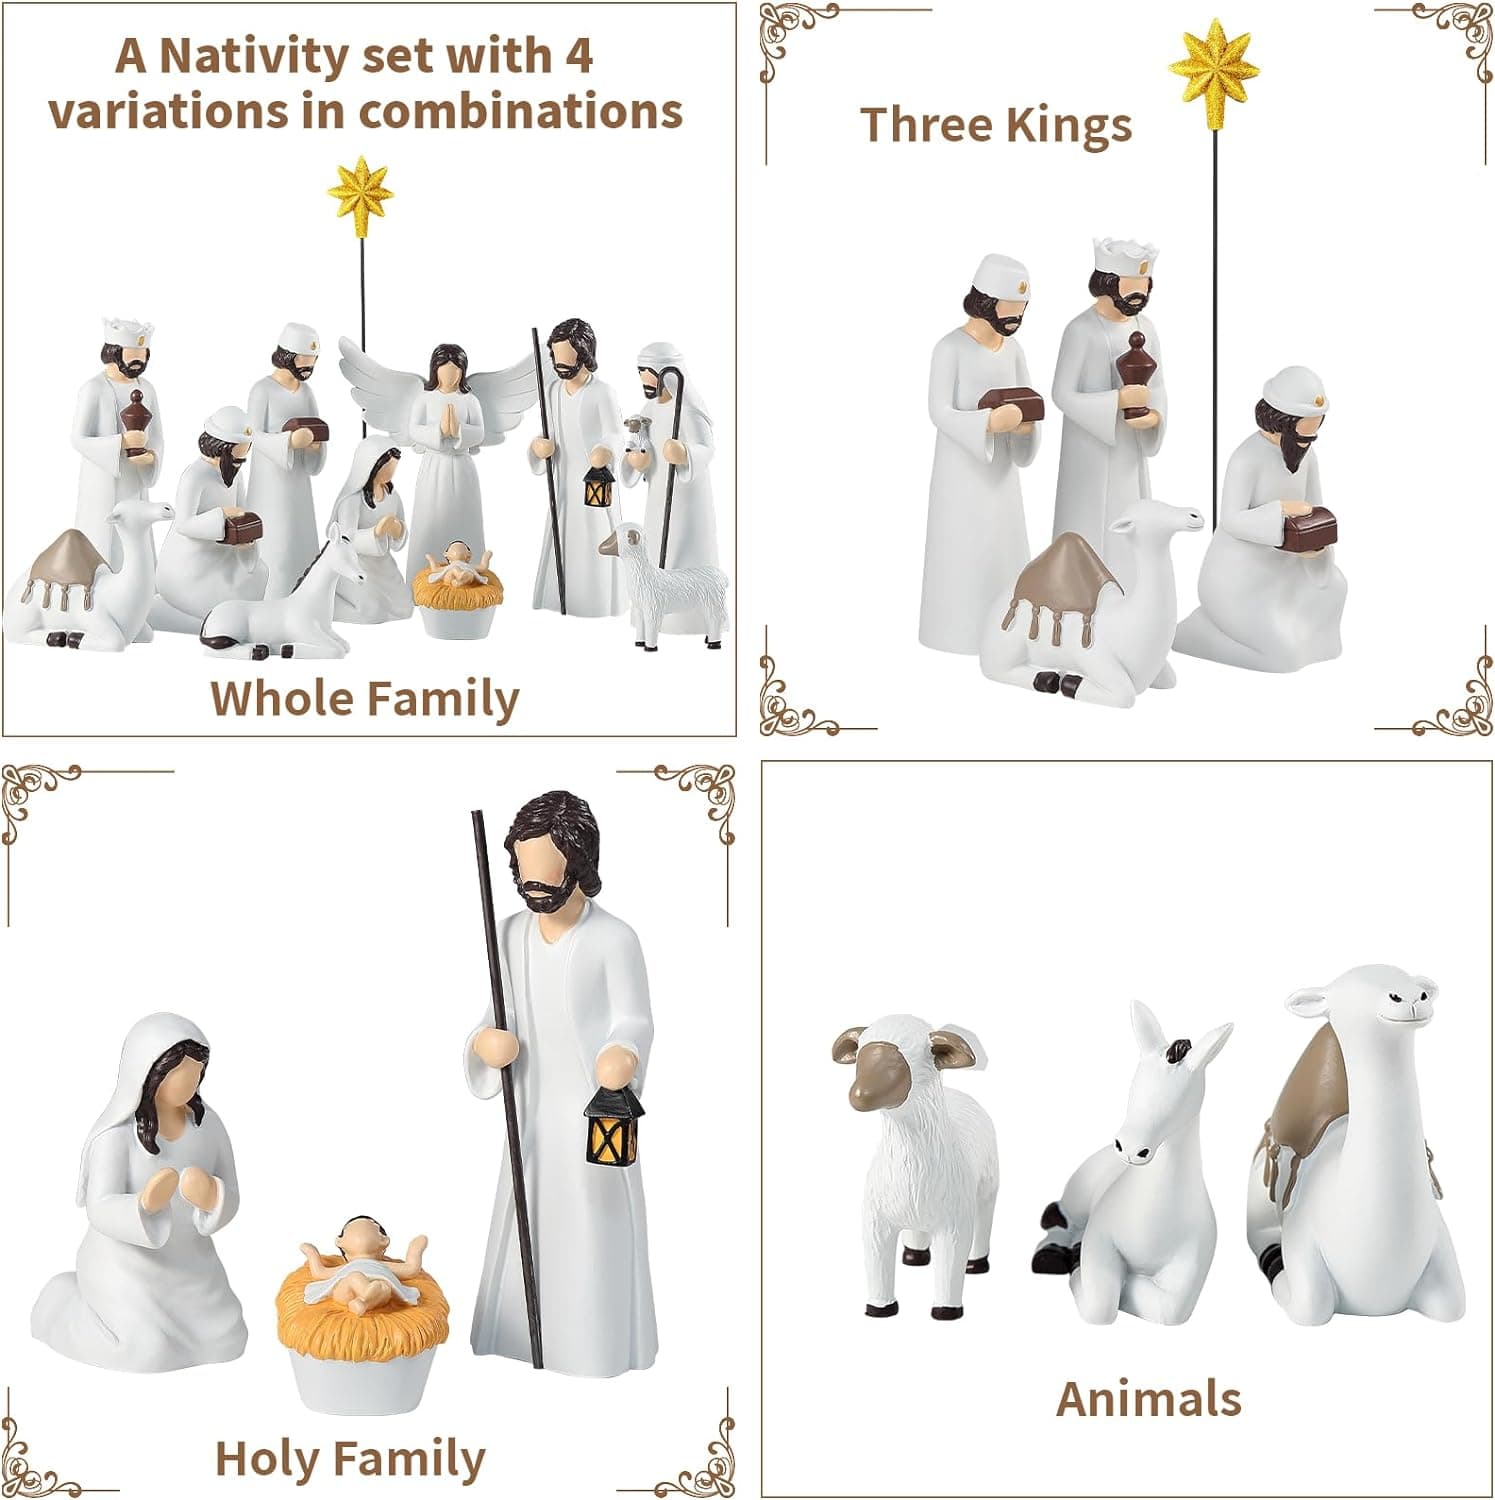 A Nativity set with 4
variations in combinations
Whole Family
Three Kings
Holy Family
Animals